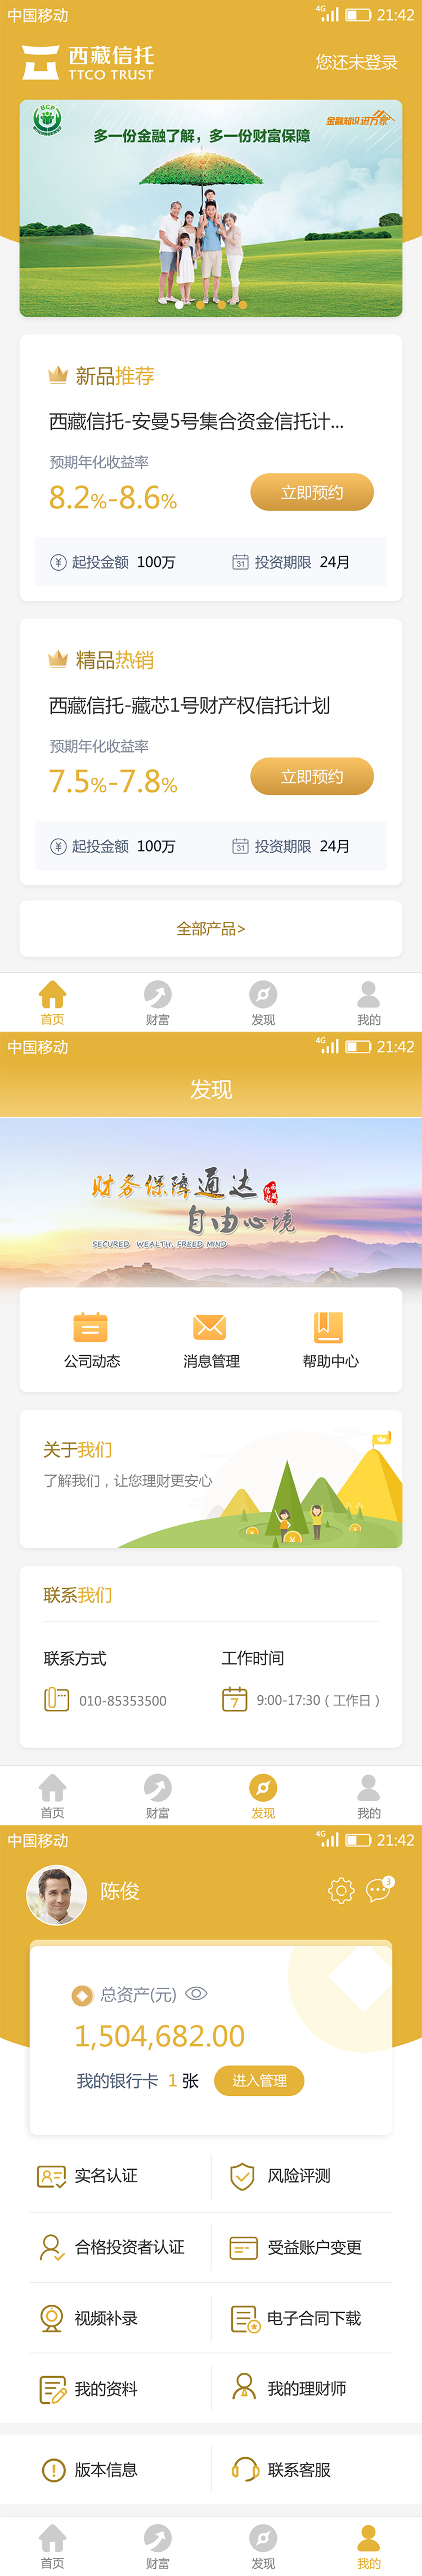 中国移动 4G 21:42
西藏信托
TTCO TRUST
您还未登录
BCP
多一份金融了解，多一份财富保障
金融知识进万家
新品推荐
西藏信托-安曼5号集合资金信托计...
预期年化收益率
8.2%-8.6%
立即预约
起投金额 100万
31 投资期限 24月
精品热销
西藏信托-藏芯1号财产权信托计划
预期年化收益率
7.5%-7.8%
立即预约
起投金额 100万
31 投资期限 24月
全部产品>
首页 财富 发现 我的
中国移动 4G 21:42
发现
财务保障通达
自由心境
SECURED WEALTH, FREED MIND
公司动态 消息管理 帮助中心
关于我们
了解我们，让您理财更安心
联系我们
联系方式 工作时间
010-85353500 7 9:00-17:30（工作日）
首页 财富 发现 我的
中国移动 4G 21:42
陈俊
3
总资产(元)
1,504,682.00
我的银行卡 1 张 进入管理
实名认证 风险评测
合格投资者认证 受益账户变更
视频补录 电子合同下载
我的资料 我的理财师
版本信息 联系客服
首页 财富 发现 我的